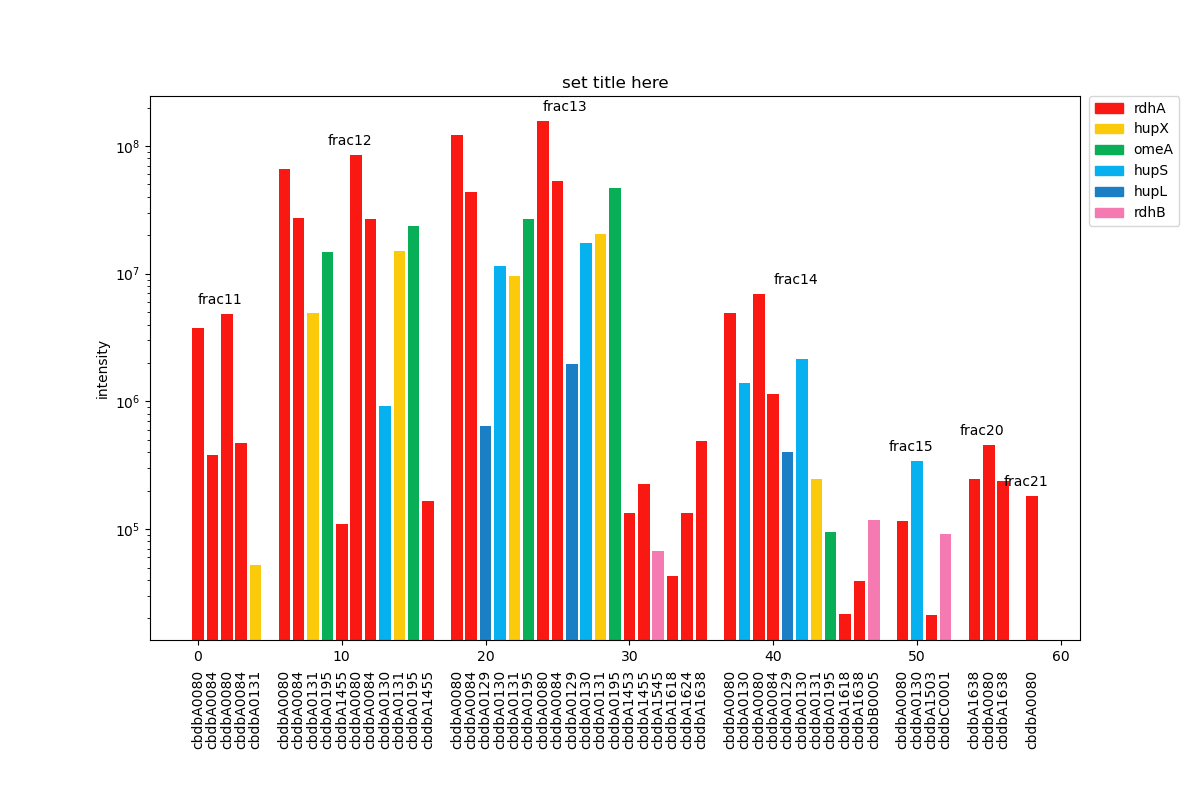 set title here
rdhA
hupX
omeA
hupS
hupL
rdhB
intensity
10^8
10^7
10^6
10^5
frac11
frac12
frac13
frac14
frac15
frac20
frac21
0 10 20 30 40 50 60
cbdbA0080
cbdbA0084
cbdbA0080
cbdbA0084
cbdbA0131
cbdbA0080
cbdbA0084
cbdbA0131
cbdbA0195
cbdbA1455
cbdbA0080
cbdbA0084
cbdbA0130
cbdbA0131
cbdbA0195
cbdbA1455
cbdbA0080
cbdbA0084
cbdbA0129
cbdbA0130
cbdbA0131
cbdbA0195
cbdbA0080
cbdbA0084
cbdbA0129
cbdbA0130
cbdbA0131
cbdbA0195
cbdbA1453
cbdbA1455
cbdbA1545
cbdbA1618
cbdbA1624
cbdbA1638
cbdbA0080
cbdbA0130
cbdbA0080
cbdbA0084
cbdbA0129
cbdbA0130
cbdbA0131
cbdbA0195
cbdbA1618
cbdbA1638
cbdbB0005
cbdbA0080
cbdbA0130
cbdbA1503
cbdbC0001
cbdbA1638
cbdbA0080
cbdbA1638
cbdbA0080